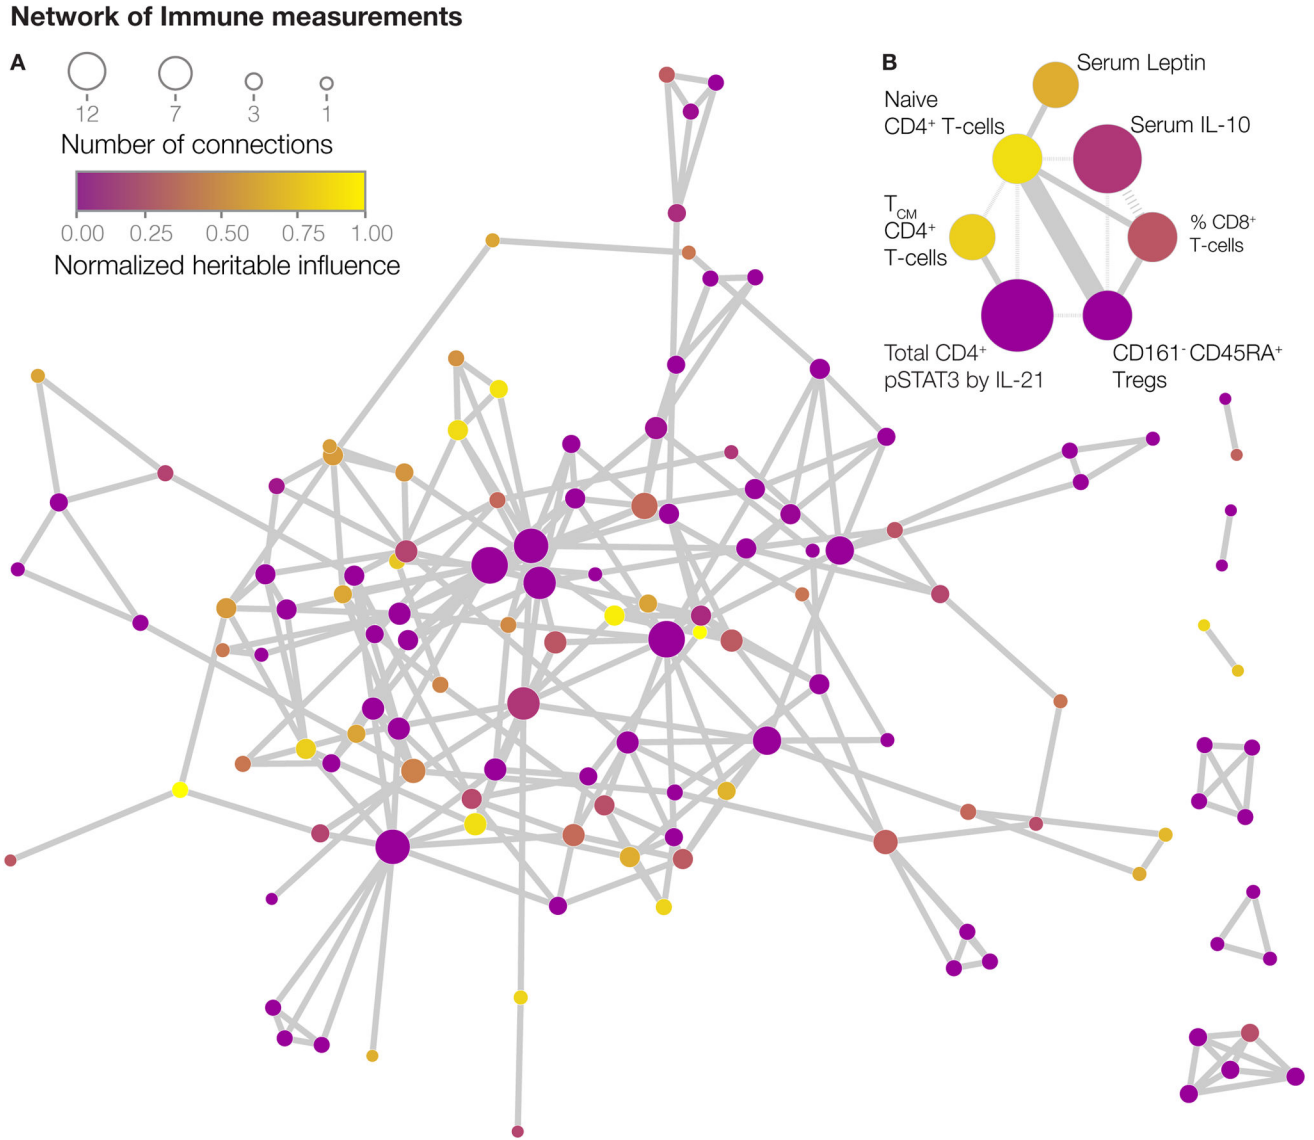 Network of Immune measurements
A
12 7 3 1
Number of connections
0.00 0.25 0.50 0.75 1.00
Normalized heritable influence
B
Serum Leptin
Naive
CD4⁺ T-cells
Serum IL-10
T_CM
CD4⁺
T-cells
% CD8⁺
T-cells
Total CD4⁺
pSTAT3 by IL-21
CD161⁻ CD45RA⁺
Tregs